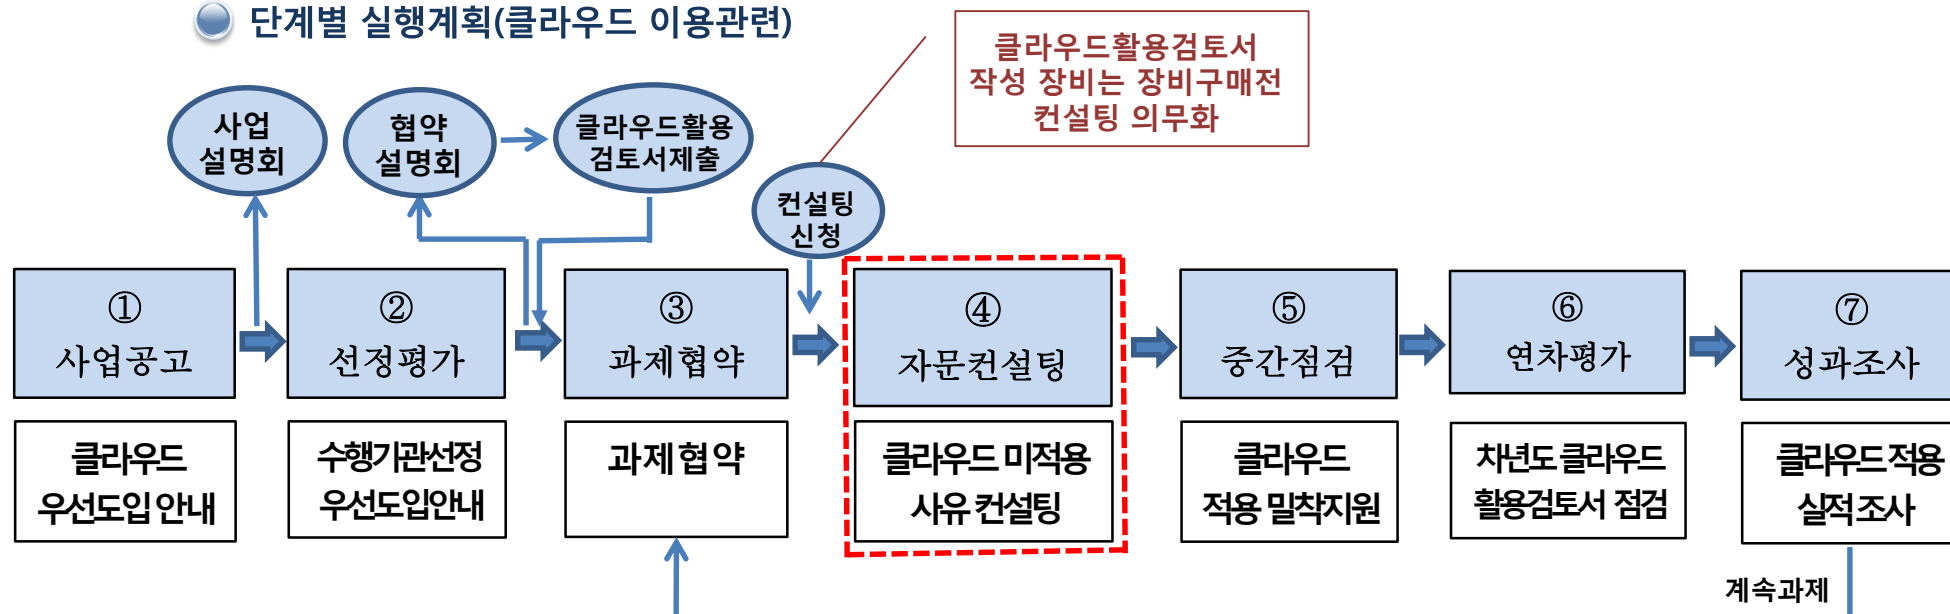 단계별 실행계획(클라우드 이용관련)
클라우드활용검토서
작성 장비는 장비구매전
컨설팅 의무화
사업
설명회
협약
설명회
클라우드활용
검토서제출
컨설팅
신청
①
사업공고
②
선정평가
③
과제협약
④
자문컨설팅
⑤
중간점검
⑥
연차평가
⑦
성과조사
클라우드
우선도입 안내
수행기관선정
우선도입안내
과제협약
클라우드 미적용
사유 컨설팅
클라우드
적용 밀착지원
차년도 클라우드
활용검토서 점검
클라우드 적용
실적조사
계속과제